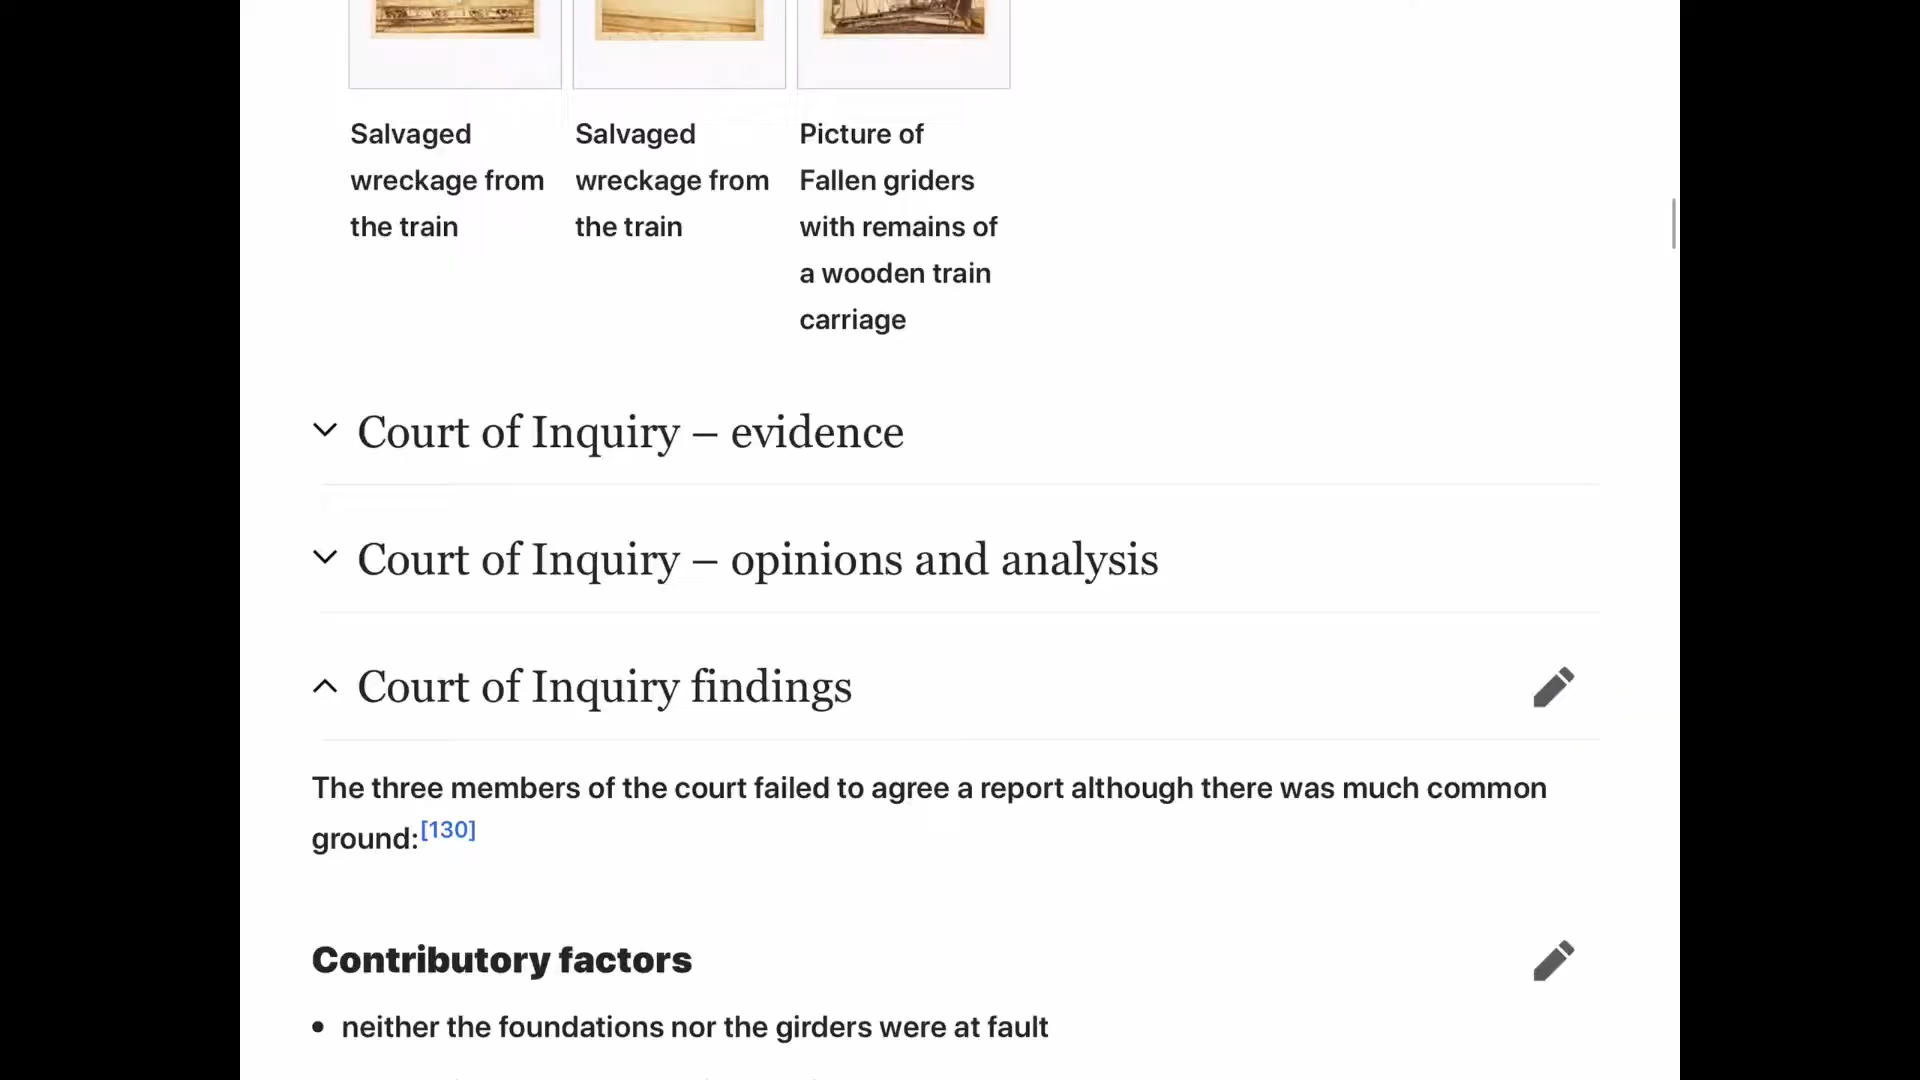 Salvaged
wreckage from
the train
Salvaged
wreckage from
the train
Picture of
Fallen griders
with remains of
a wooden train
carriage
Court of Inquiry – evidence
Court of Inquiry – opinions and analysis
Court of Inquiry findings
The three members of the court failed to agree a report although there was much common
ground:[130]
Contributory factors
• neither the foundations nor the girders were at fault